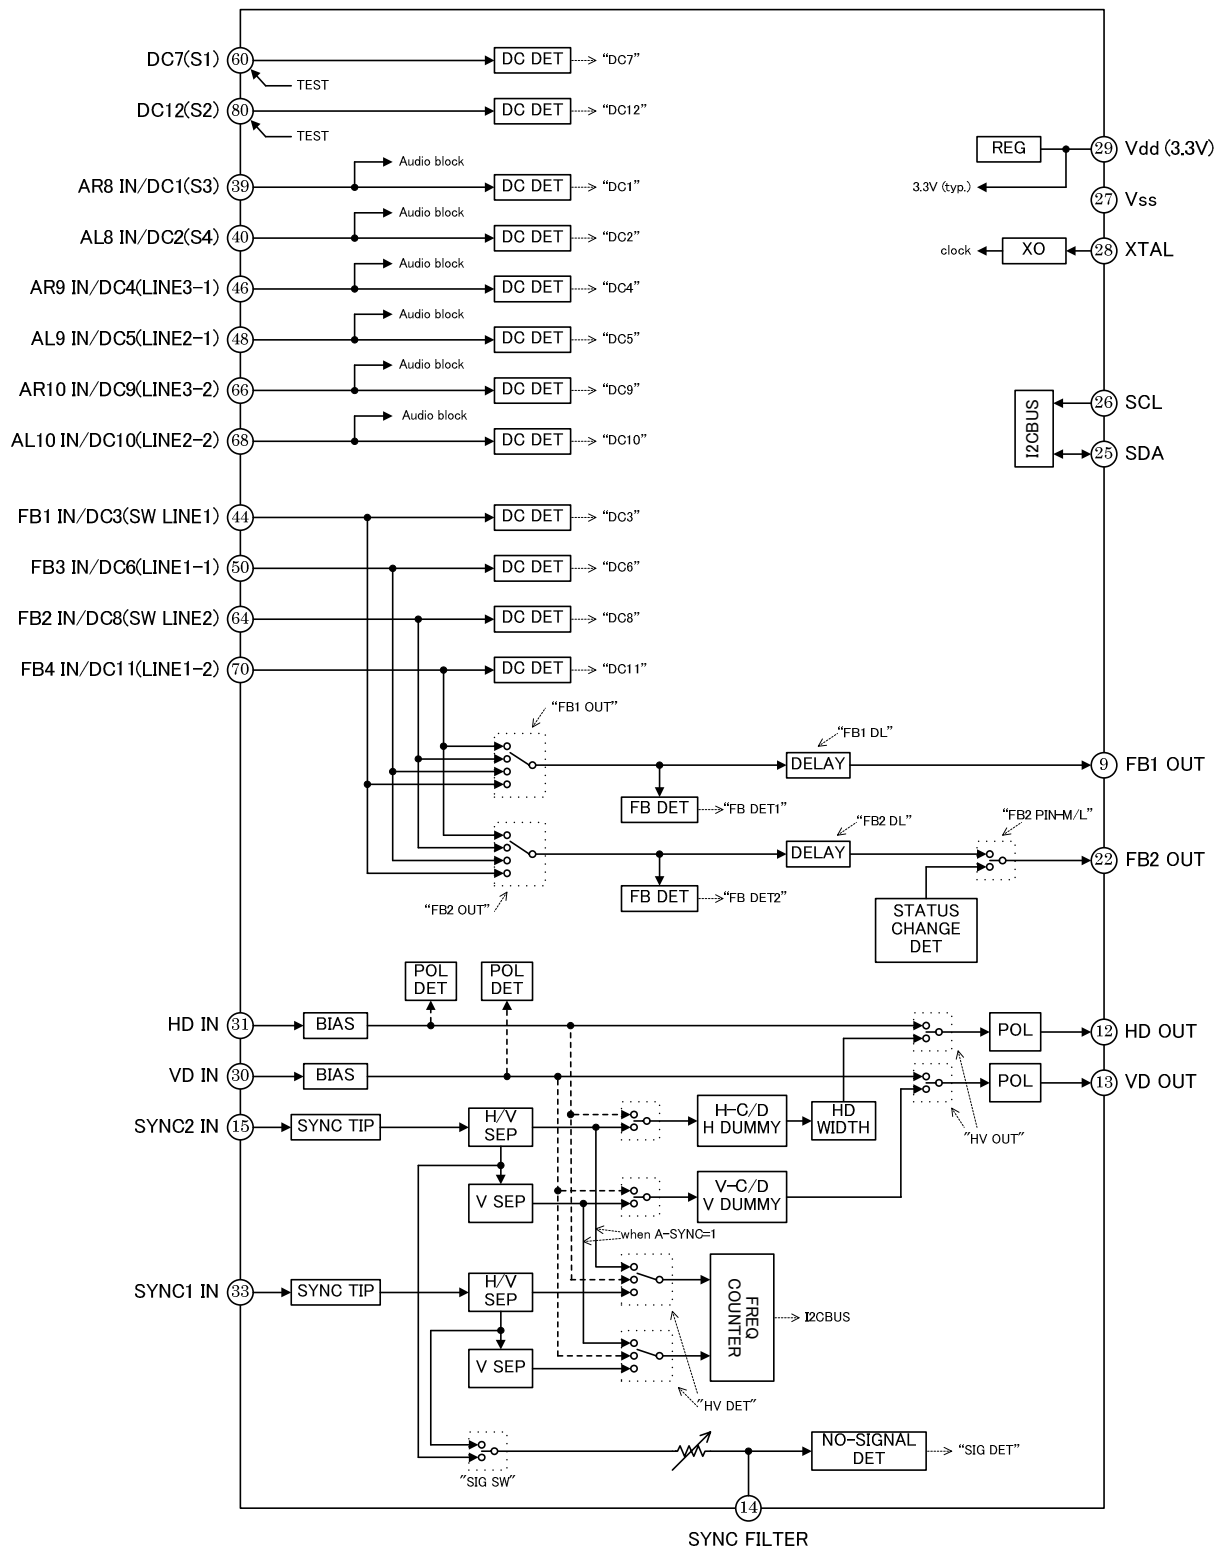 DC7(S1) 60 DC DET "DC7"
TEST
DC12(S2) 80 DC DET "DC12"
TEST
REG 29 Vdd (3.3V)
Audio block
AR8 IN/DC1(S3) 39 DC DET "DC1"
3.3V (typ.)
27 Vss
Audio block
AL8 IN/DC2(S4) 40 DC DET "DC2"
clock XO 28 XTAL
Audio block
AR9 IN/DC4(LINE3-1) 46 DC DET "DC4"
Audio block
AL9 IN/DC5(LINE2-1) 48 DC DET "DC5"
Audio block
AR10 IN/DC9(LINE3-2) 66 DC DET "DC9"
I2CBUS
26 SCL
Audio block
AL10 IN/DC10(LINE2-2) 68 DC DET "DC10"
25 SDA
FB1 IN/DC3(SW LINE1) 44 DC DET "DC3"
FB3 IN/DC6(LINE1-1) 50 DC DET "DC6"
FB2 IN/DC8(SW LINE2) 64 DC DET "DC8"
FB4 IN/DC11(LINE1-2) 70 DC DET "DC11"
"FB1 OUT"
"FB1 DL"
DELAY 9 FB1 OUT
FB DET "FB DET1"
"FB2 DL"
"FB2 PIN-M/L"
DELAY 22 FB2 OUT
FB DET "FB DET2"
"FB2 OUT"
STATUS
CHANGE
DET
POL
DET
POL
DET
HD IN 31 BIAS POL 12 HD OUT
VD IN 30 BIAS POL 13 VD OUT
SYNC2 IN 15 SYNC TIP
H/V
SEP
H-C/D
H DUMMY
HD
WIDTH
"HV OUT"
V SEP
V-C/D
V DUMMY
when A-SYNC=1
SYNC1 IN 33 SYNC TIP
H/V
SEP
FREQ
COUNTER
I2CBUS
V SEP
"HV DET"
NO-SIGNAL
DET
"SIG DET"
"SIG SW"
14
SYNC FILTER